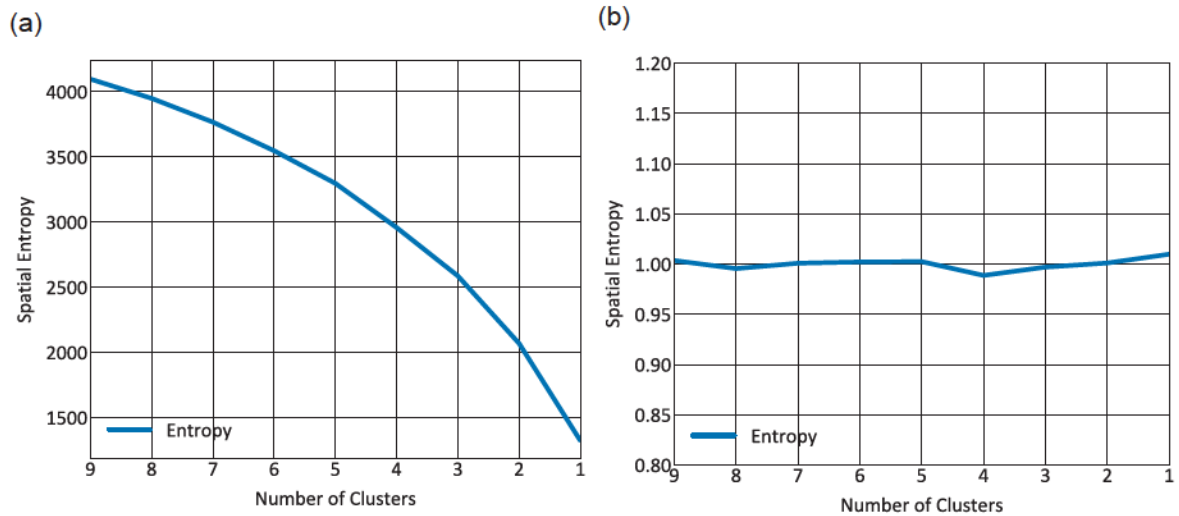 (a)
4000
3500
3000
2500
2000
1500
Spatial Entropy
Entropy
9 8 7 6 5 4 3 2 1
Number of Clusters
(b)
1.20
1.15
1.10
1.05
1.00
0.95
0.90
0.85
0.80
Spatial Entropy
Entropy
9 8 7 6 5 4 3 2 1
Number of Clusters